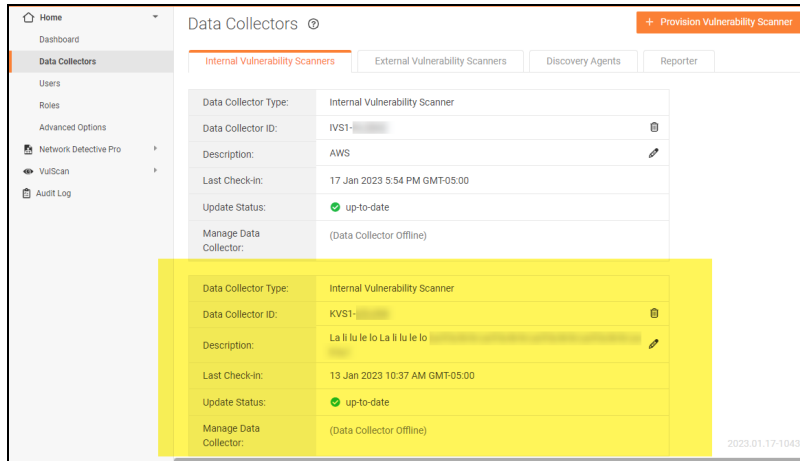 Home
Dashboard
Data Collectors
Users
Roles
Advanced Options
Network Detective Pro
VulScan
Audit Log
Data Collectors
+ Provision Vulnerability Scanner
Internal Vulnerability Scanners
External Vulnerability Scanners
Discovery Agents
Reporter
Data Collector Type: Internal Vulnerability Scanner
Data Collector ID: IVS1-
Description: AWS
Last Check-in: 17 Jan 2023 5:54 PM GMT-05:00
Update Status: up-to-date
Manage Data Collector: (Data Collector Offline)
Data Collector Type: Internal Vulnerability Scanner
Data Collector ID: KVS1-
Description: La li lu le lo La li lu le lo
Last Check-in: 13 Jan 2023 10:37 AM GMT-05:00
Update Status: up-to-date
Manage Data Collector: (Data Collector Offline)
2023.01.17-1043